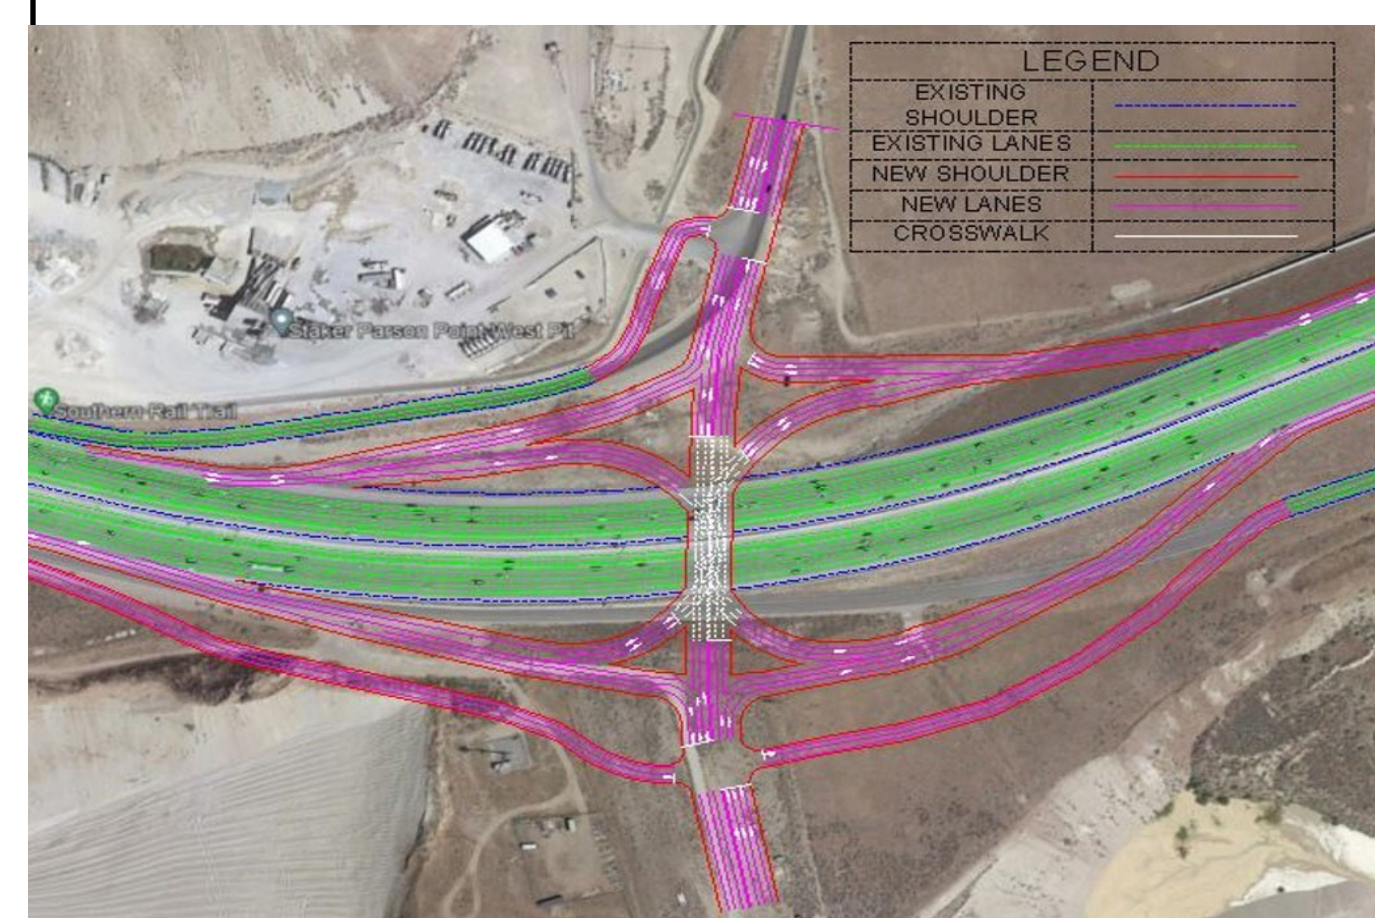 LEGEND
EXISTING
SHOULDER
EXISTING LANES
NEW SHOULDER
NEW LANES
CROSSWALK
Staker Parson Point West Pit
Southern Rail Trail